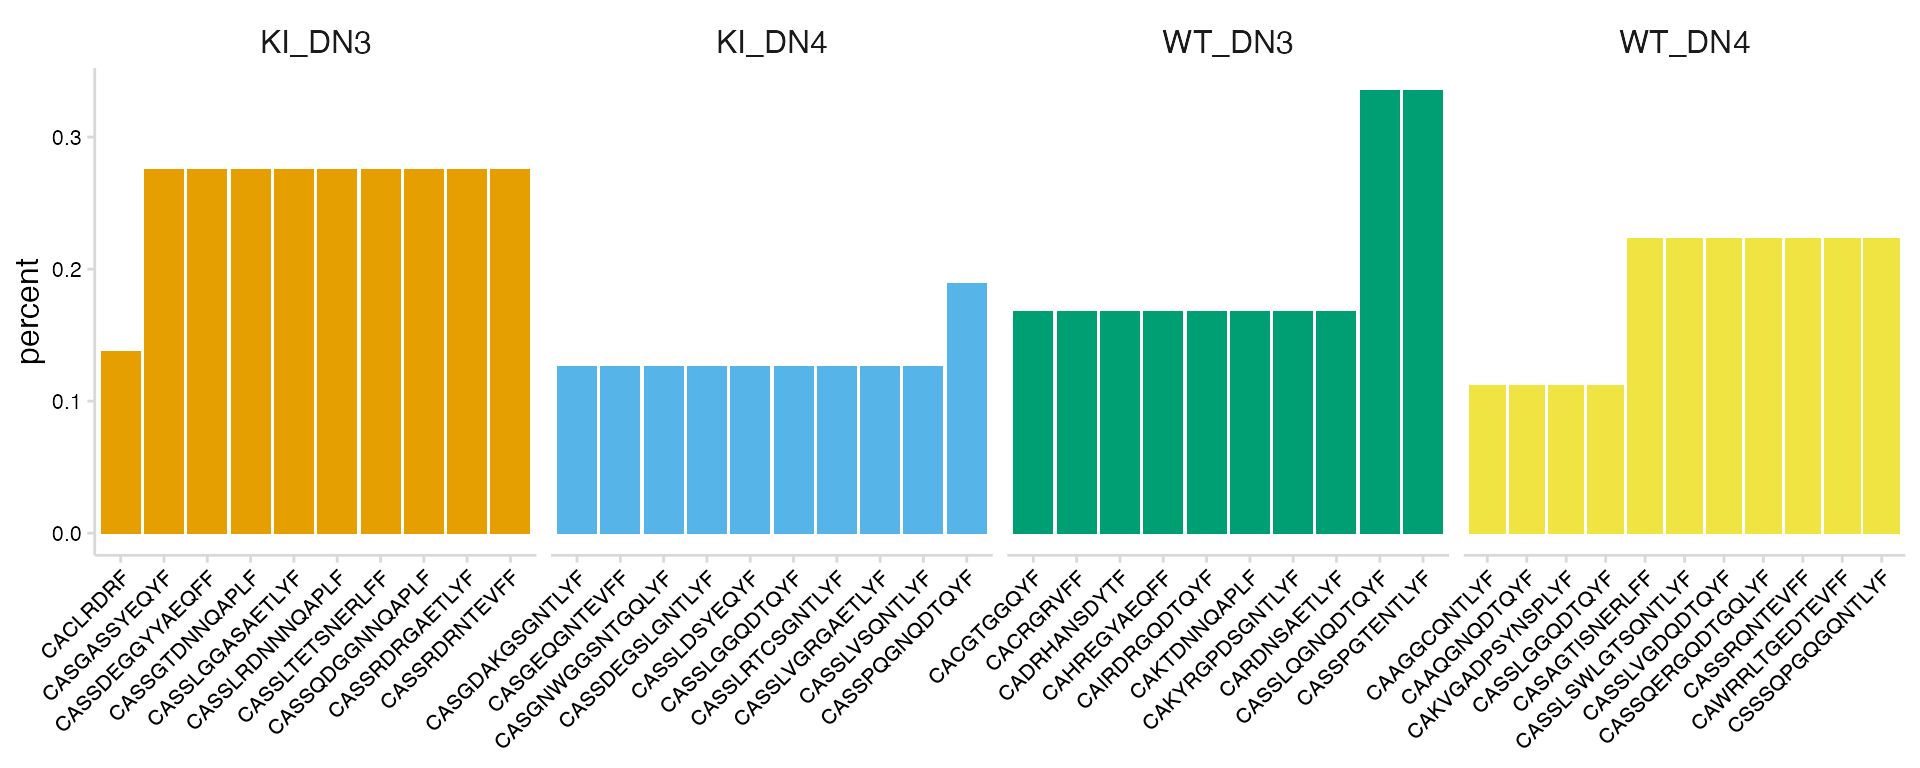 KI_DN3
KI_DN4
WT_DN3
WT_DN4
percent
0.3
0.2
0.1
0.0
CACLRDRF
CASGASSYEQYF
CASSDEGGYYAEQFF
CASSGTDNNQAPLF
CASSLGGASAETLYF
CASSLRDNNNQAPLF
CASSLTETSNERLFF
CASSQDGGNNQAPLF
CASSRDRGAETLYF
CASSRDRNTEVFF
CASGDAKGSGNTLYF
CASGEQGNTEVFF
CASGNWGGSNTGQLYF
CASSDEGSLGNTLYF
CASSLDSYEQYF
CASSLGGQDTQYF
CASSLRTCSGNTLYF
CASSLVGRGAETLYF
CASSLVSQNTLYF
CASSPQGNQDTQYF
CACGTGGQYF
CACRGRVFF
CADRHANSDYTF
CAHREGYAEQFF
CAIRDRGQDTQYF
CAKTDNNQAPLF
CAKYRGPDSGNTLYF
CARDNSAETLYF
CASSLQGNQDTQYF
CASSPGTENTLYF
CAAGGCQNTLYF
CAAQGNQDTQYF
CAKVGADPSYNSPLYF
CASSLGGQDTQYF
CASAGTISNERLFF
CASSLSWLGTSQNTLYF
CASSLVGDQDTQYF
CASSQERGQDTGQLYF
CASSRQNTEVFF
CAWRRLTGEDTEVFF
CSSSQPGQGQNTLYF